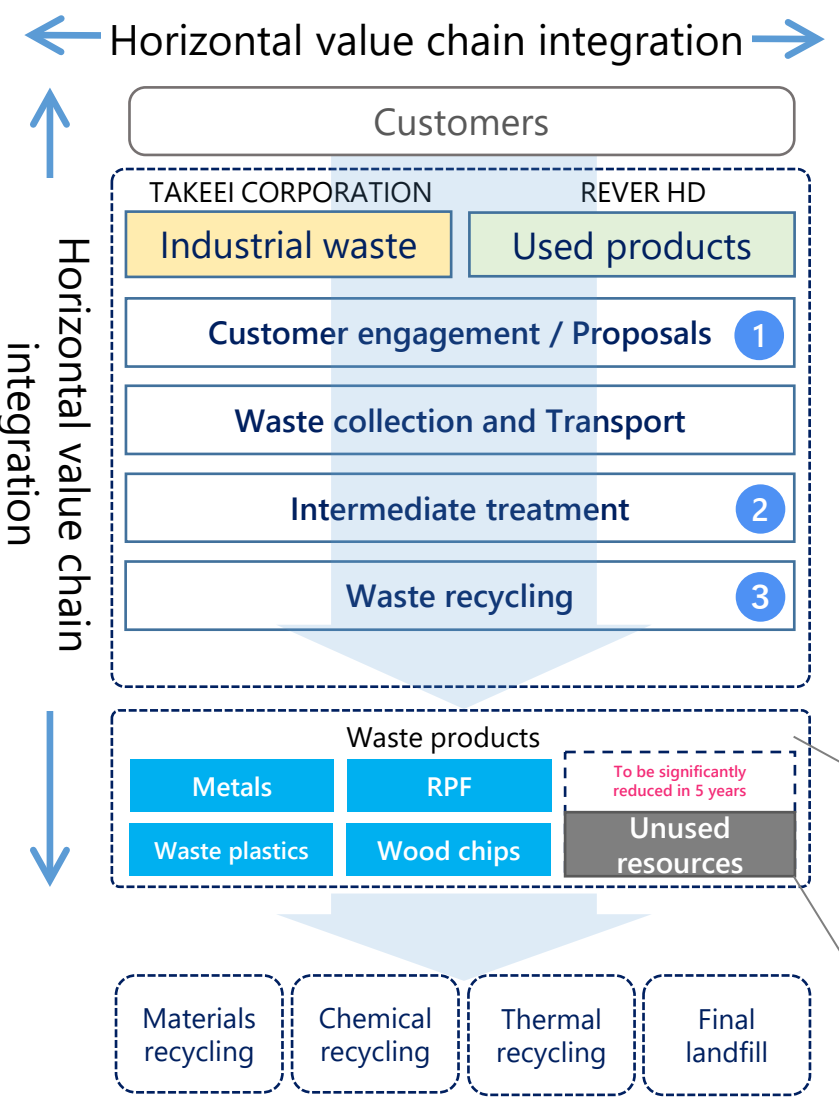 Horizontal value chain integration
Customers
Horizontal value chain
integration
TAKEEI CORPORATION
REVER HD
Industrial waste
Used products
Customer engagement / Proposals
1
Waste collection and Transport
Intermediate treatment
2
Waste recycling
3
Waste products
Metals
RPF
To be significantly
reduced in 5 years
Waste plastics
Wood chips
Unused
resources
Materials
recycling
Chemical
recycling
Thermal
recycling
Final
landfill